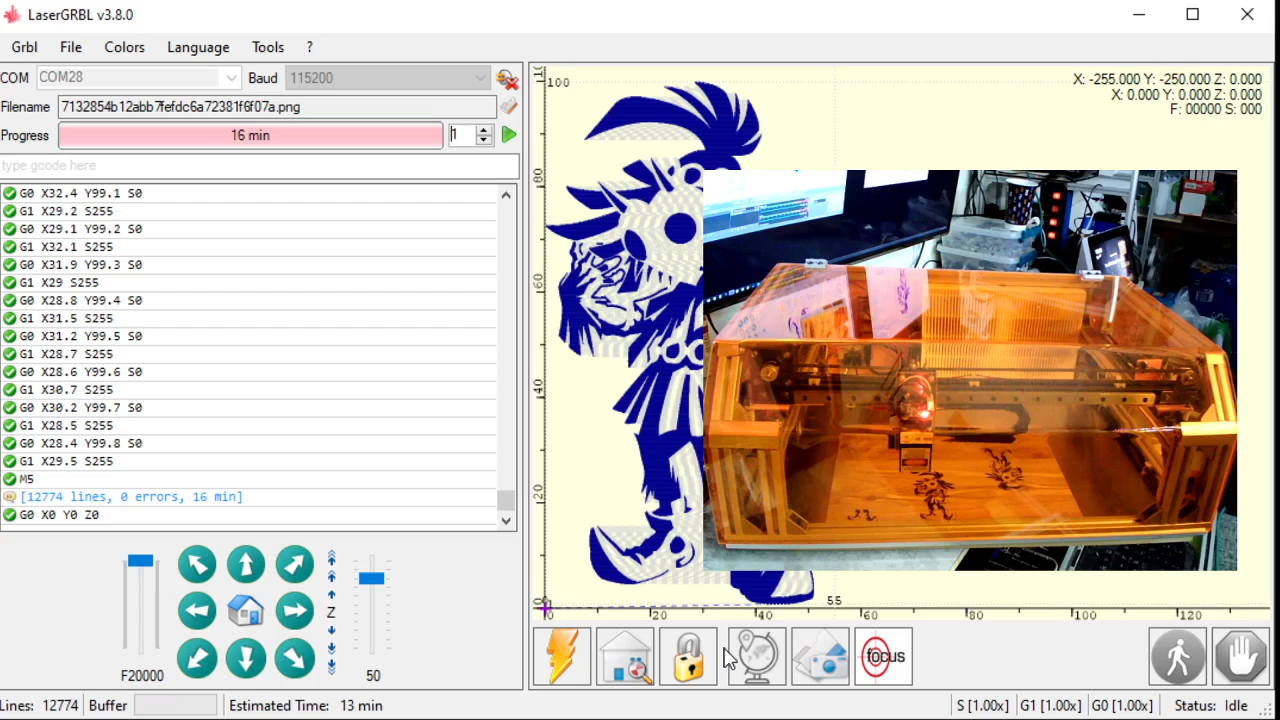 LaserGRBL v3.8.0
Grbl File Colors Language Tools ?
COM COM28 Baud 115200
Filename 7132854b12abb7fefdc6a72381f6f07a.png
Progress 16 min 1
type gcode here
G0 X32.4 Y99.1 S0
G1 X29.2 S255
G0 X29.1 Y99.2 S0
G1 X32.1 S255
G0 X31.9 Y99.3 S0
G1 X29 S255
G0 X28.8 Y99.4 S0
G1 X31.5 S255
G0 X31.2 Y99.5 S0
G1 X28.7 S255
G0 X28.6 Y99.6 S0
G1 X30.7 S255
G0 X30.2 Y99.7 S0
G1 X28.5 S255
G0 X28.4 Y99.8 S0
G1 X29.5 S255
M5
[12774 lines, 0 errors, 16 min]
G0 X0 Y0 Z0
Z
F20000 50
X: -255.000 Y: -250.000 Z: 0.000
X: 0.000 Y: 0.000 Z: 0.000
F: 00000 S: 000
100
80
60
40
20
0
55
0 20 40 60 80 100 120
focus
Lines: 12774 Buffer Estimated Time: 13 min S [1.00x] G1 [1.00x] G0 [1.00x] Status: Idle